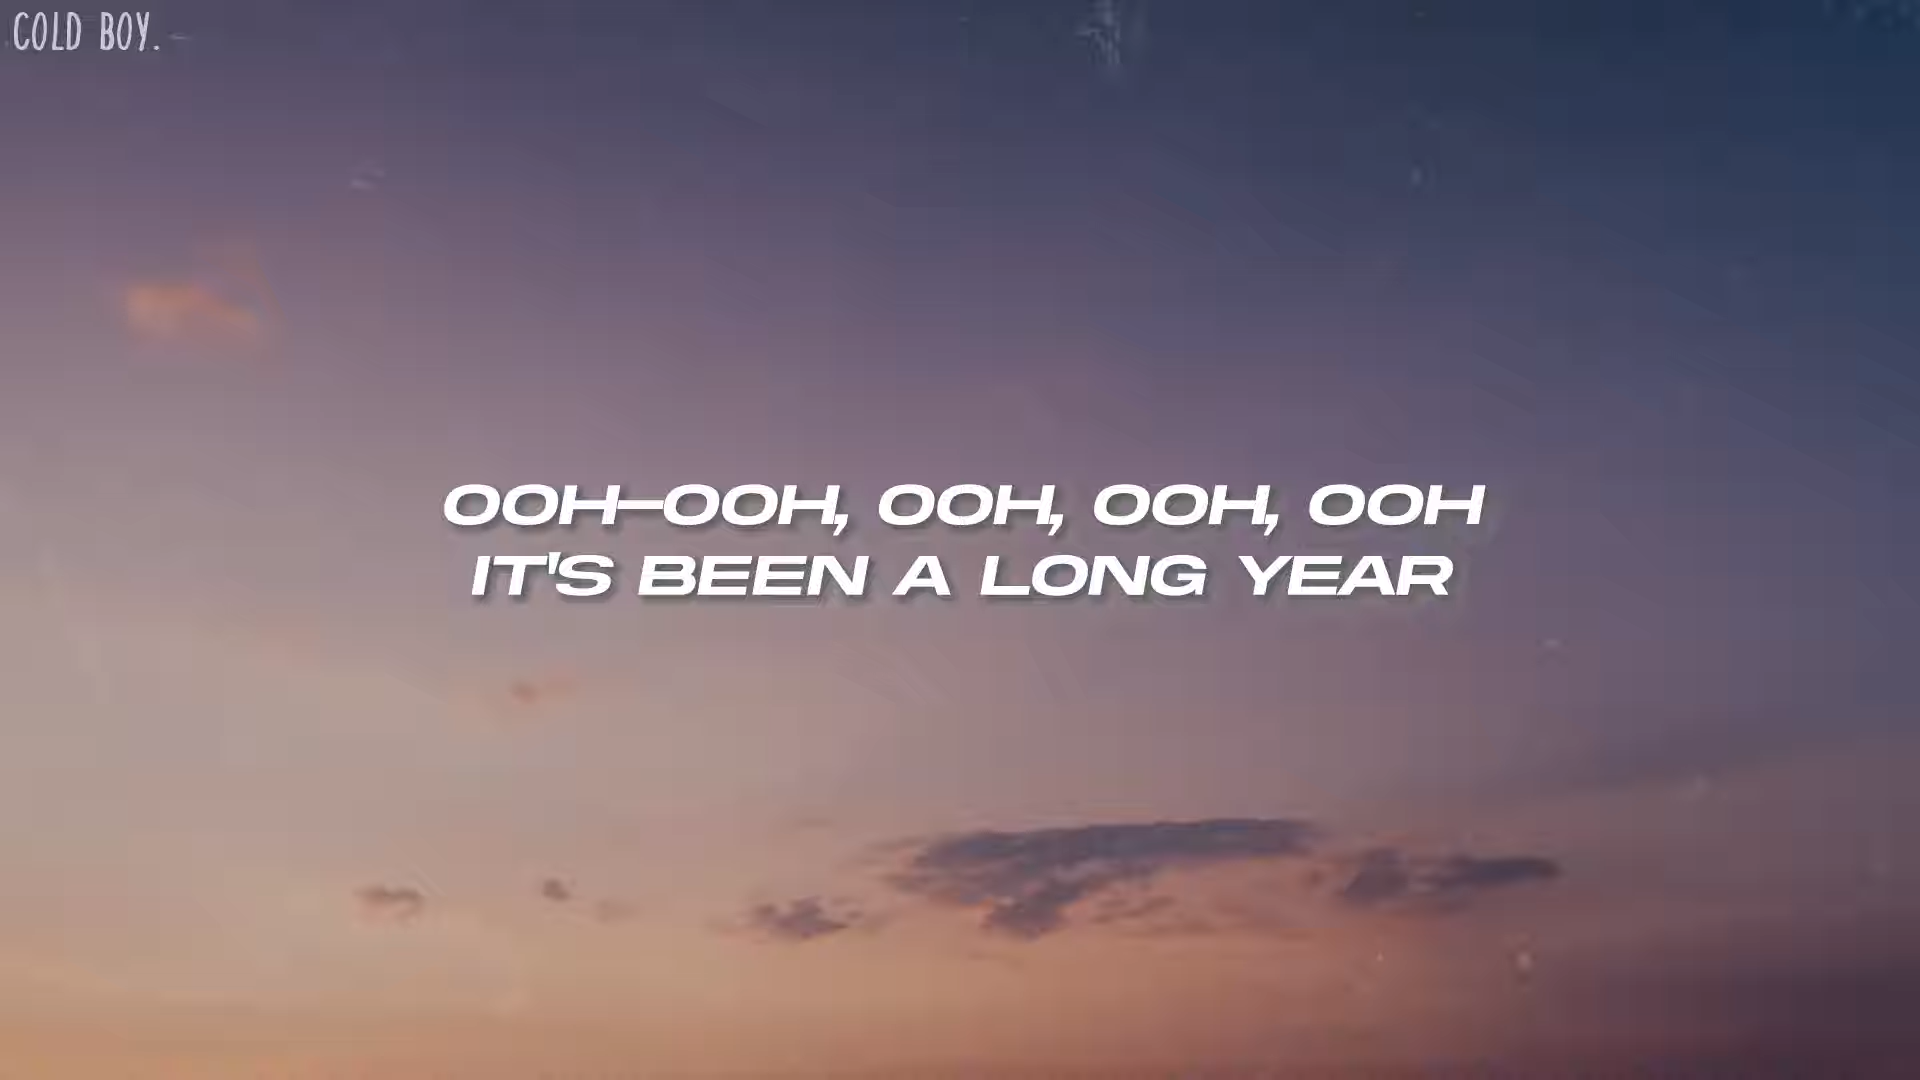 COLD BOY.
OOH-OOH, OOH, OOH, OOH
IT'S BEEN A LONG YEAR